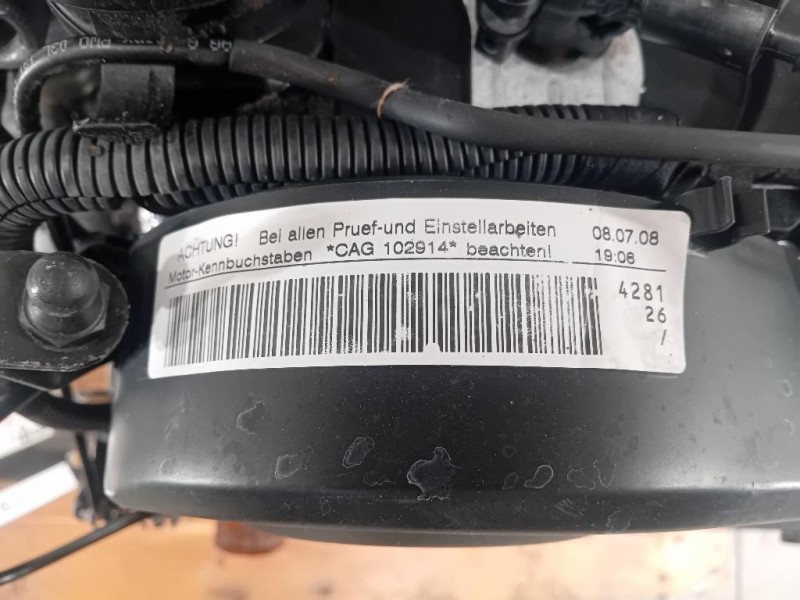 ACHTUNG! Bei allen Pruef-und Einstellarbeiten 08.07.08
Motor-Kennbuchstaben *CAG 102914* beachten! 19:06
4281
26
/